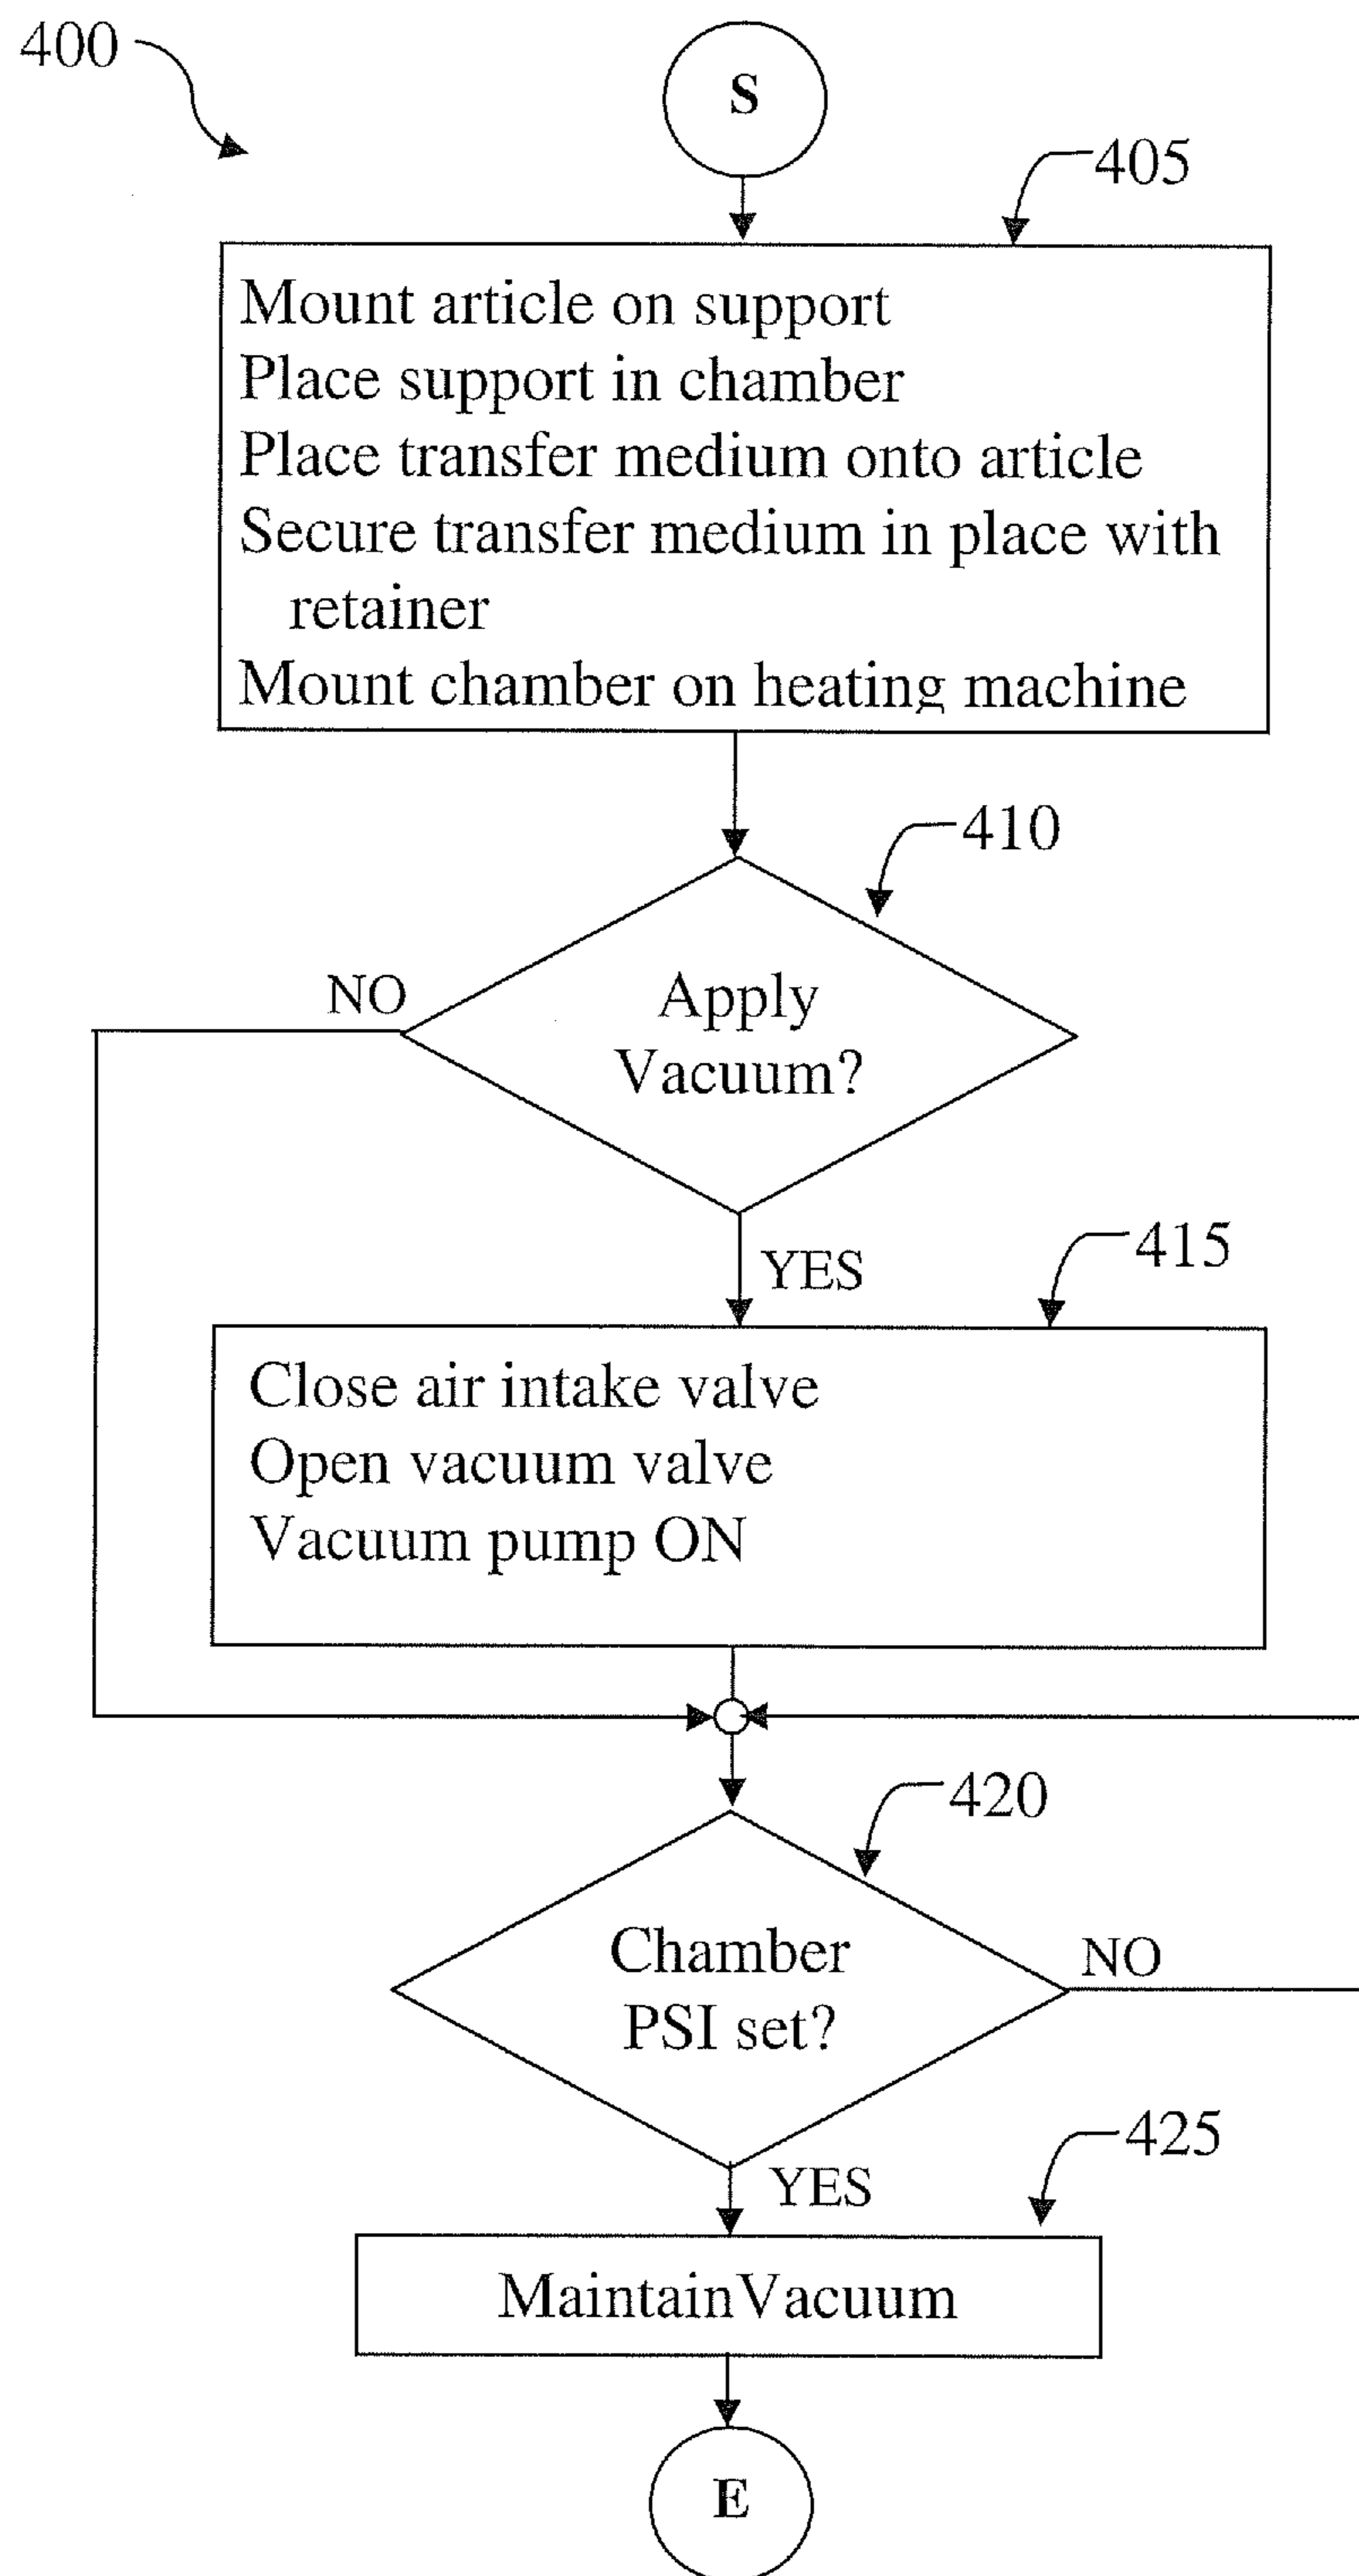 400
S
405
Mount article on support
Place support in chamber
Place transfer medium onto article
Secure transfer medium in place with
retainer
Mount chamber on heating machine
410
NO
Apply
Vacuum?
YES
415
Close air intake valve
Open vacuum valve
Vacuum pump ON
420
Chamber
PSI set?
NO
YES
425
MaintainVacuum
E